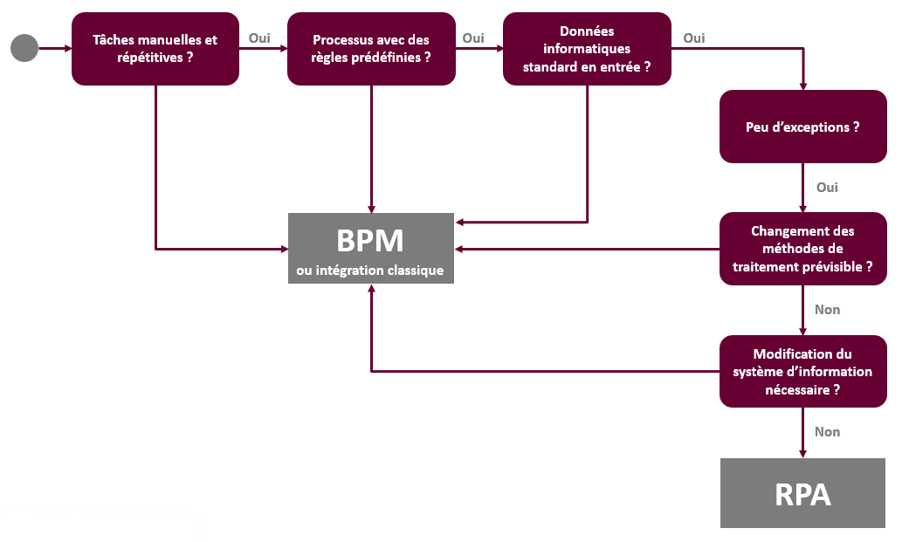 Tâches manuelles et
répétitives ?
Oui
Processus avec des
règles prédéfinies ?
Oui
Données
informatiques
standard en entrée ?
Oui
Peu d’exceptions ?
Oui
Changement des
méthodes de
traitement prévisible ?
BPM
ou intégration classique
Non
Modification du
système d’information
nécessaire ?
Non
RPA